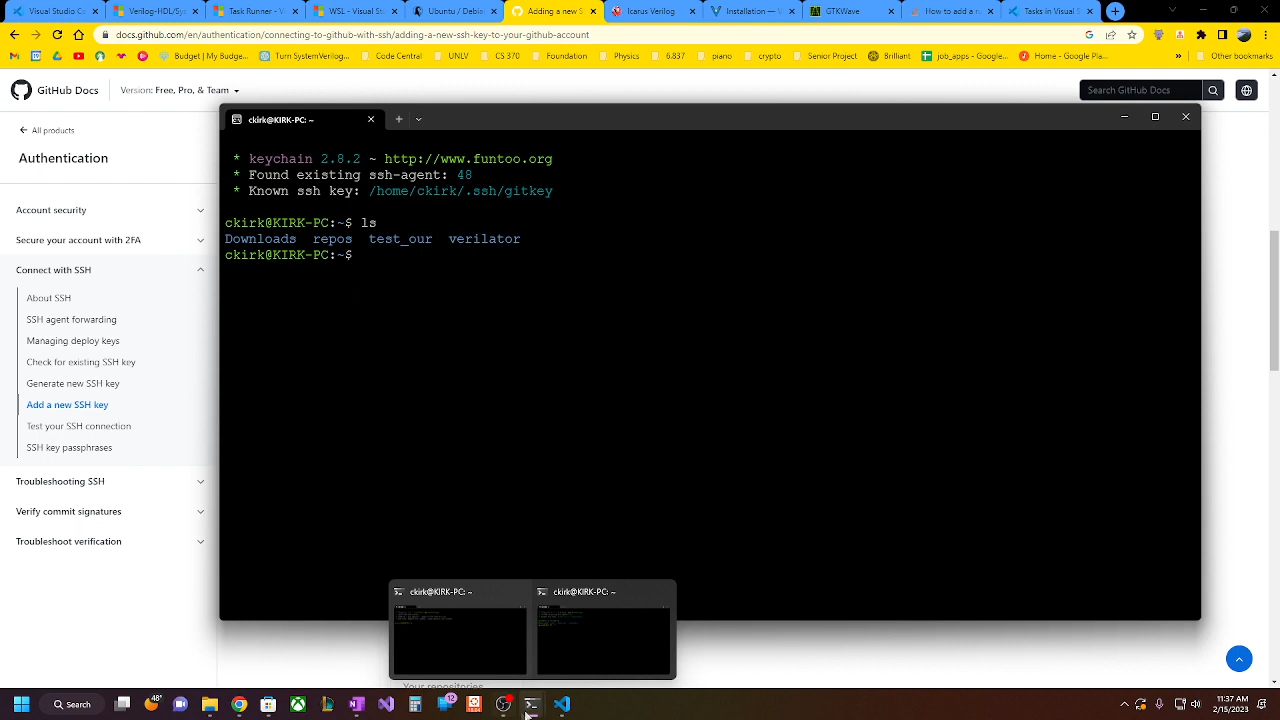 Visual Studio Cod
Verilog-HDL/Sys
Task Runner - V
WSL - Visual St
Ubuntu / Debia
Adding a new S
Icarus Verilog
Installation — V
GTKWave
How to add a n
Tasks in Visual S
docs.github.com/en/authentication/connecting-to-github-with-ssh/adding-a-new-ssh-key-to-your-github-account
Budget | My Budge...
Turn SystemVerilog...
Code Central
UNLV
CS 370
Foundation
Physics
6.837
piano
crypto
Senior Project
Brilliant
job_apps - Google...
Home - Google Pla...
»
Other bookmarks
GitHub Docs
Version: Free, Pro, & Team
Search GitHub Docs
All products
Authentication
Account security
Secure your account with 2FA
Connect with SSH
About SSH
SSH agent forwarding
Managing deploy keys
Check for existing SSH key
Generate new SSH key
Add a new SSH key
Test your SSH connection
SSH key passphrases
Troubleshooting SSH
Verify commit signatures
Troubleshoot verification
ckirk@KIRK-PC: ~
* keychain 2.8.2 ~ http://www.funtoo.org
* Found existing ssh-agent: 48
* Known ssh key: /home/ckirk/.ssh/gitkey
ckirk@KIRK-PC:~$ ls
Downloads repos test_our verilator
ckirk@KIRK-PC:~$
ckirk@KIRK-PC: ~
ckirk@KIRK-PC: ~
Your repositories
Search
48°
12
11:37 AM
2/15/2023